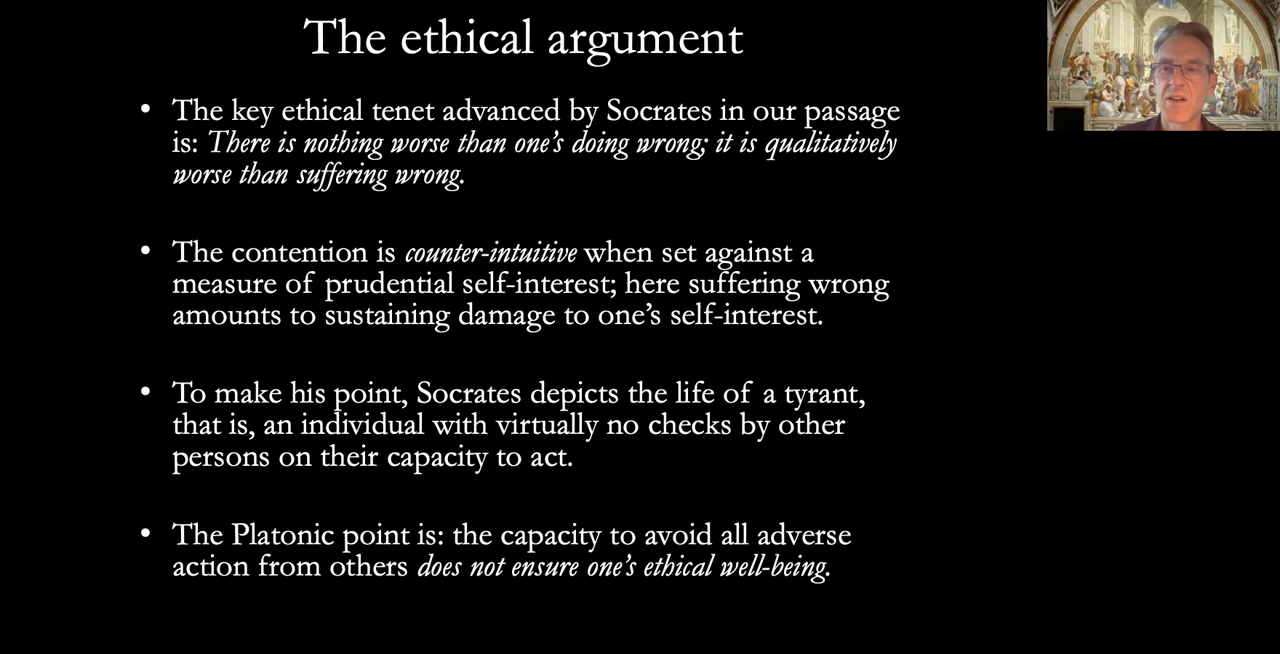 The ethical argument
• The key ethical tenet advanced by Socrates in our passage
is: There is nothing worse than one’s doing wrong; it is qualitatively
worse than suffering wrong.
• The contention is counter-intuitive when set against a
measure of prudential self-interest; here suffering wrong
amounts to sustaining damage to one’s self-interest.
• To make his point, Socrates depicts the life of a tyrant,
that is, an individual with virtually no checks by other
persons on their capacity to act.
• The Platonic point is: the capacity to avoid all adverse
action from others does not ensure one’s ethical well-being.